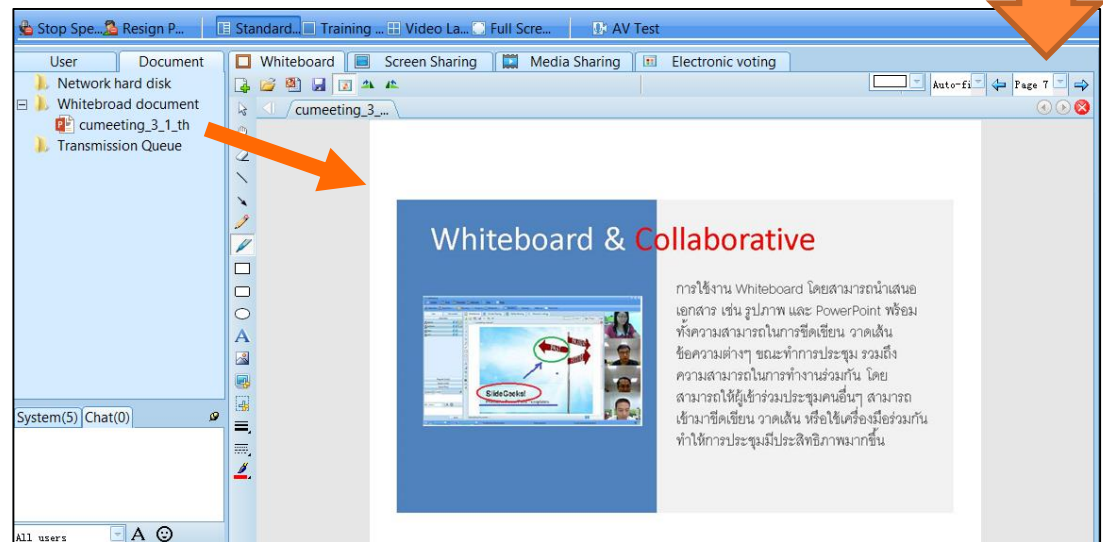 Stop Spe... Resign P... Standard... Training ... Video La... Full Scre... AV Test
User Document Whiteboard Screen Sharing Media Sharing Electronic voting
Network hard disk
Auto-fi Page 7
Whitebroad document
cumeeting_3_...
cumeeting_3_1_th
Transmission Queue
Whiteboard & Collaborative
การใช้งาน Whiteboard โดยสามารถนำเสนอ
เอกสาร เช่น รูปภาพ และ PowerPoint พร้อม
ทั้งความสามารถในการขีดเขียน วาดเส้น
ข้อความต่างๆ ขณะทำการประชุม รวมถึง
ความสามารถในการทำงานร่วมกัน โดย
สามารถให้ผู้เข้าร่วมประชุมคนอื่นๆ สามารถ
เข้ามาขีดเขียน วาดเส้น หรือใช้เครื่องมือร่วมกัน
ทำให้การประชุมมีประสิทธิภาพมากขึ้น
SlideGeeks!
System(5) Chat(0)
All users